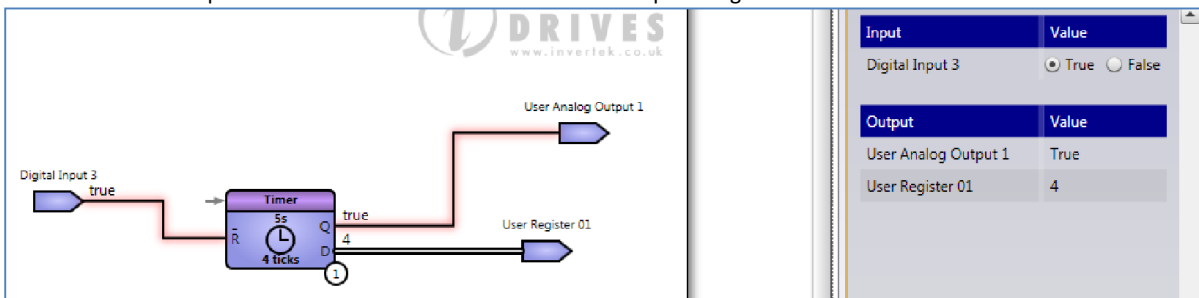 DRIVES
www.invertek.co.uk
User Analog Output 1
Digital Input 3
true
Timer
5s
R
Q
true
4 ticks
D
4
1
User Register 01
Input Value
Digital Input 3 True False
Output Value
User Analog Output 1 True
User Register 01 4